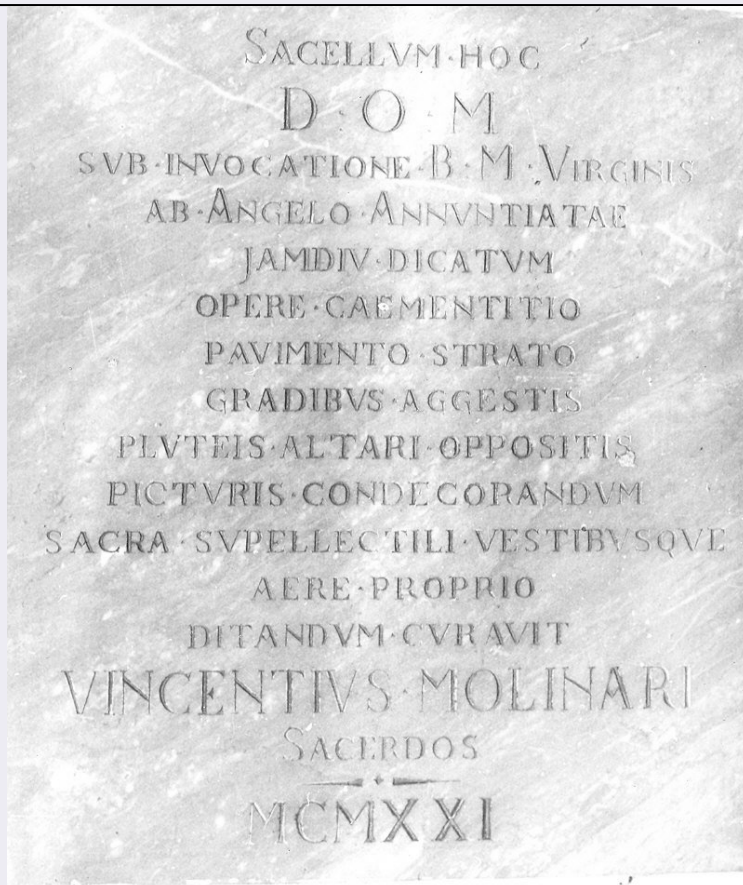 SACELLVM·HOC
D·O·M
SVB·INVOCATIONE·B·M·VIRGINIS
AB·ANGELO·ANNVNTIATAE
JAMDIV·DICATVM
OPERE·CAEMENTITIO
PAVIMENTO·STRATO
GRADIBVS·AGGESTIS
PLVTEIS·ALTARI·OPPOSITIS
PICTVRIS·CONDECORANDVM
SACRA·SVPELLECTILI·VESTIBVSQVE
AERE·PROPRIO
DITANDVM·CVRAVIT
VINCENTIVS·MOLINARI
SACERDOS
MCMXXI